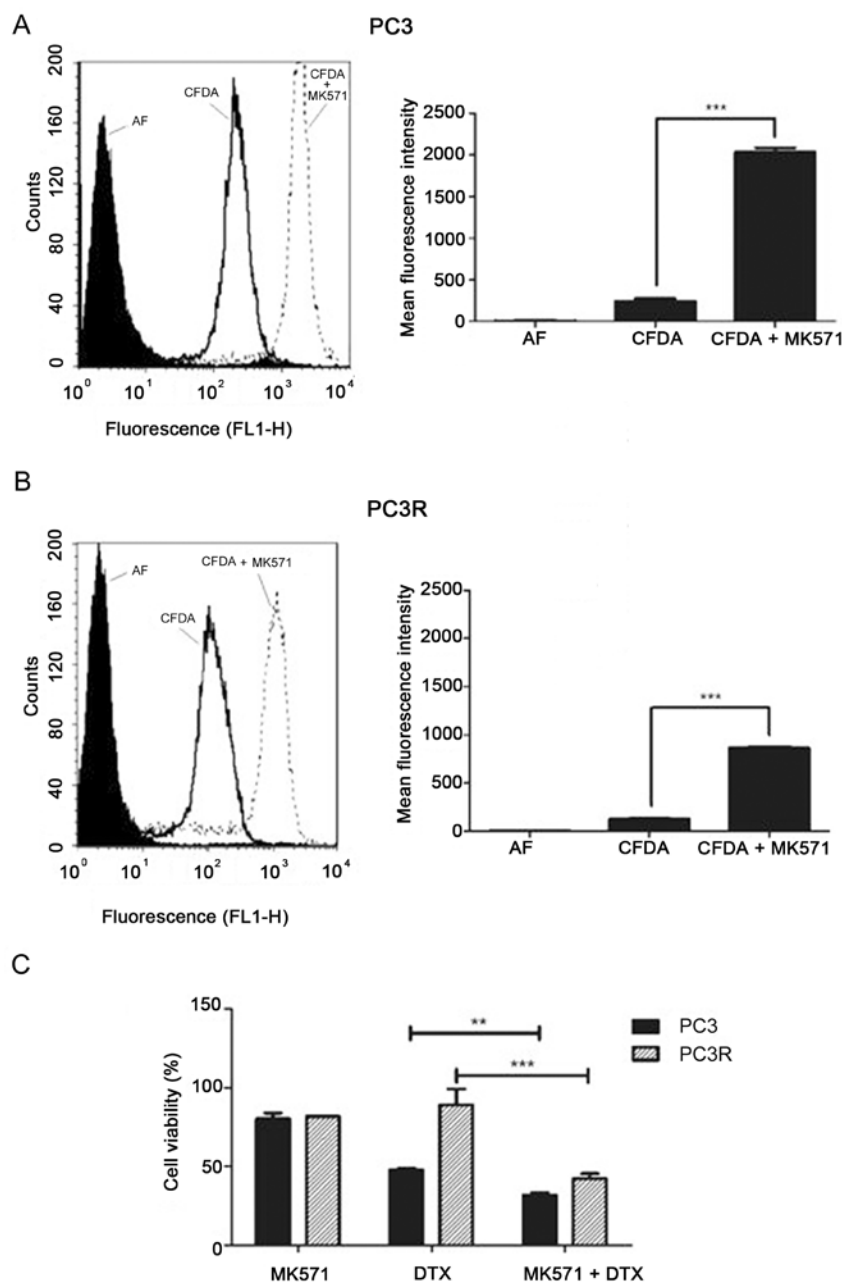 A
PC3
200
160
120
80
40
0
Counts
AF
CFDA
CFDA
+
MK571
10^0
10^1
10^2
10^3
10^4
Fluorescence (FL1-H)
2500
2000
1500
1000
500
0
Mean fluorescence intensity
***
AF
CFDA
CFDA + MK571
B
PC3R
200
160
120
80
40
0
Counts
AF
CFDA
CFDA + MK571
10^0
10^1
10^2
10^3
10^4
Fluorescence (FL1-H)
2500
2000
1500
1000
500
0
Mean fluorescence intensity
***
AF
CFDA
CFDA + MK571
C
150
100
50
0
Cell viability (%)
**
***
PC3
PC3R
MK571
DTX
MK571 + DTX